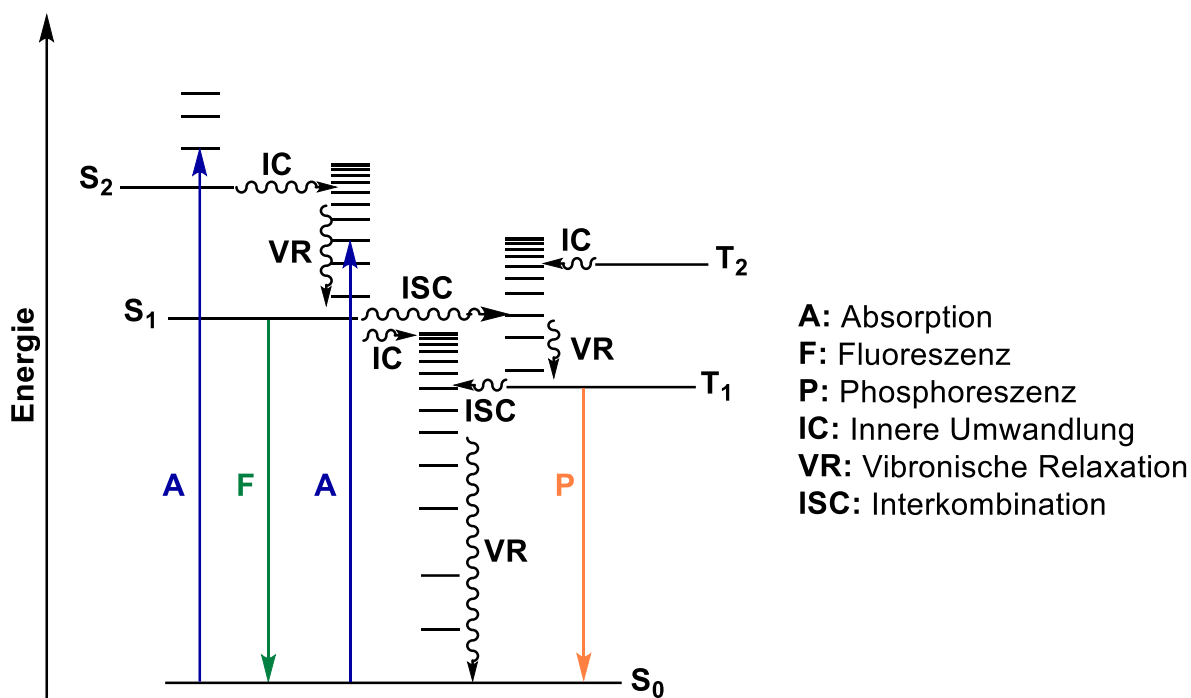 Energie
S2
IC
VR
S1
ISC
IC
IC
T2
VR
T1
ISC
A
F
A
P
VR
S0
A: Absorption
F: Fluoreszenz
P: Phosphoreszenz
IC: Innere Umwandlung
VR: Vibronische Relaxation
ISC: Interkombination